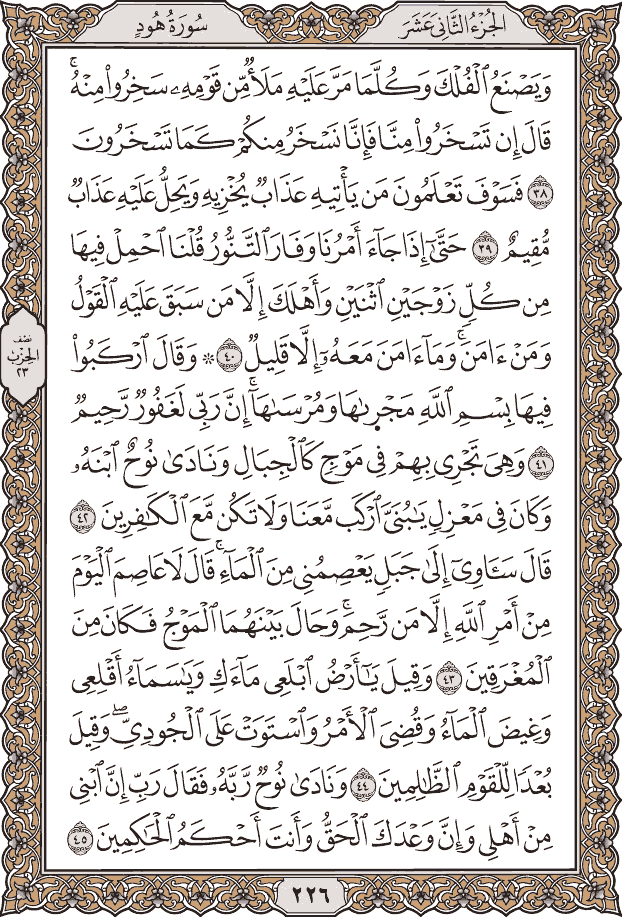 سُورَةُ هُودٍ
الجُزْءُ الثَّانِي عَشَرَ
وَيَصْنَعُ ٱلْفُلْكَ وَكُلَّمَا مَرَّ عَلَيْهِ مَلَأٌ مِّن قَوْمِهِۦ سَخِرُوا۟ مِنْهُ ۚ
قَالَ إِن تَسْخَرُوا۟ مِنَّا فَإِنَّا نَسْخَرُ مِنكُمْ كَمَا تَسْخَرُونَ
٣٨ فَسَوْفَ تَعْلَمُونَ مَن يَأْتِيهِ عَذَابٌ يُخْزِيهِ وَيَحِلُّ عَلَيْهِ عَذَابٌ
مُّقِيمٌ ٣٩ حَتَّىٰٓ إِذَا جَآءَ أَمْرُنَا وَفَارَ ٱلتَّنُّورُ قُلْنَا ٱحْمِلْ فِيهَا
مِن كُلٍّ زَوْجَيْنِ ٱثْنَيْنِ وَأَهْلَكَ إِلَّا مَن سَبَقَ عَلَيْهِ ٱلْقَوْلُ
وَمَنْ ءَامَنَ ۚ وَمَآ ءَامَنَ مَعَهُۥٓ إِلَّا قَلِيلٌ ٤٠ ۞ وَقَالَ ٱرْكَبُوا۟
فِيهَا بِسْمِ ٱللَّهِ مَجْر۪ىٰهَا وَمُرْسَىٰهَآ ۚ إِنَّ رَبِّى لَغَفُورٌ رَّحِيمٌ
٤١ وَهِىَ تَجْرِى بِهِمْ فِى مَوْجٍ كَٱلْجِبَالِ وَنَادَىٰ نُوحٌ ٱبْنَهُۥ
وَكَانَ فِى مَعْزِلٍ يَٰبُنَىَّ ٱرْكَب مَّعَنَا وَلَا تَكُن مَّعَ ٱلْكَٰفِرِينَ ٤٢
قَالَ سَـَٔاوِىٓ إِلَىٰ جَبَلٍ يَعْصِمُنِى مِنَ ٱلْمَآءِ ۚ قَالَ لَا عَاصِمَ ٱلْيَوْمَ
مِنْ أَمْرِ ٱللَّهِ إِلَّا مَن رَّحِمَ ۚ وَحَالَ بَيْنَهُمَا ٱلْمَوْجُ فَكَانَ مِنَ
ٱلْمُغْرَقِينَ ٤٣ وَقِيلَ يَٰٓأَرْضُ ٱبْلَعِى مَآءَكِ وَيَٰسَمَآءُ أَقْلِعِى
وَغِيضَ ٱلْمَآءُ وَقُضِىَ ٱلْأَمْرُ وَٱسْتَوَتْ عَلَى ٱلْجُودِىِّ ۖ وَقِيلَ
بُعْدًا لِّلْقَوْمِ ٱلظَّٰلِمِينَ ٤٤ وَنَادَىٰ نُوحٌ رَّبَّهُۥ فَقَالَ رَبِّ إِنَّ ٱبْنِى
مِنْ أَهْلِى وَإِنَّ وَعْدَكَ ٱلْحَقُّ وَأَنتَ أَحْكَمُ ٱلْحَٰكِمِينَ ٤٥
نصف
الحزب
٢٣
٢٢٦